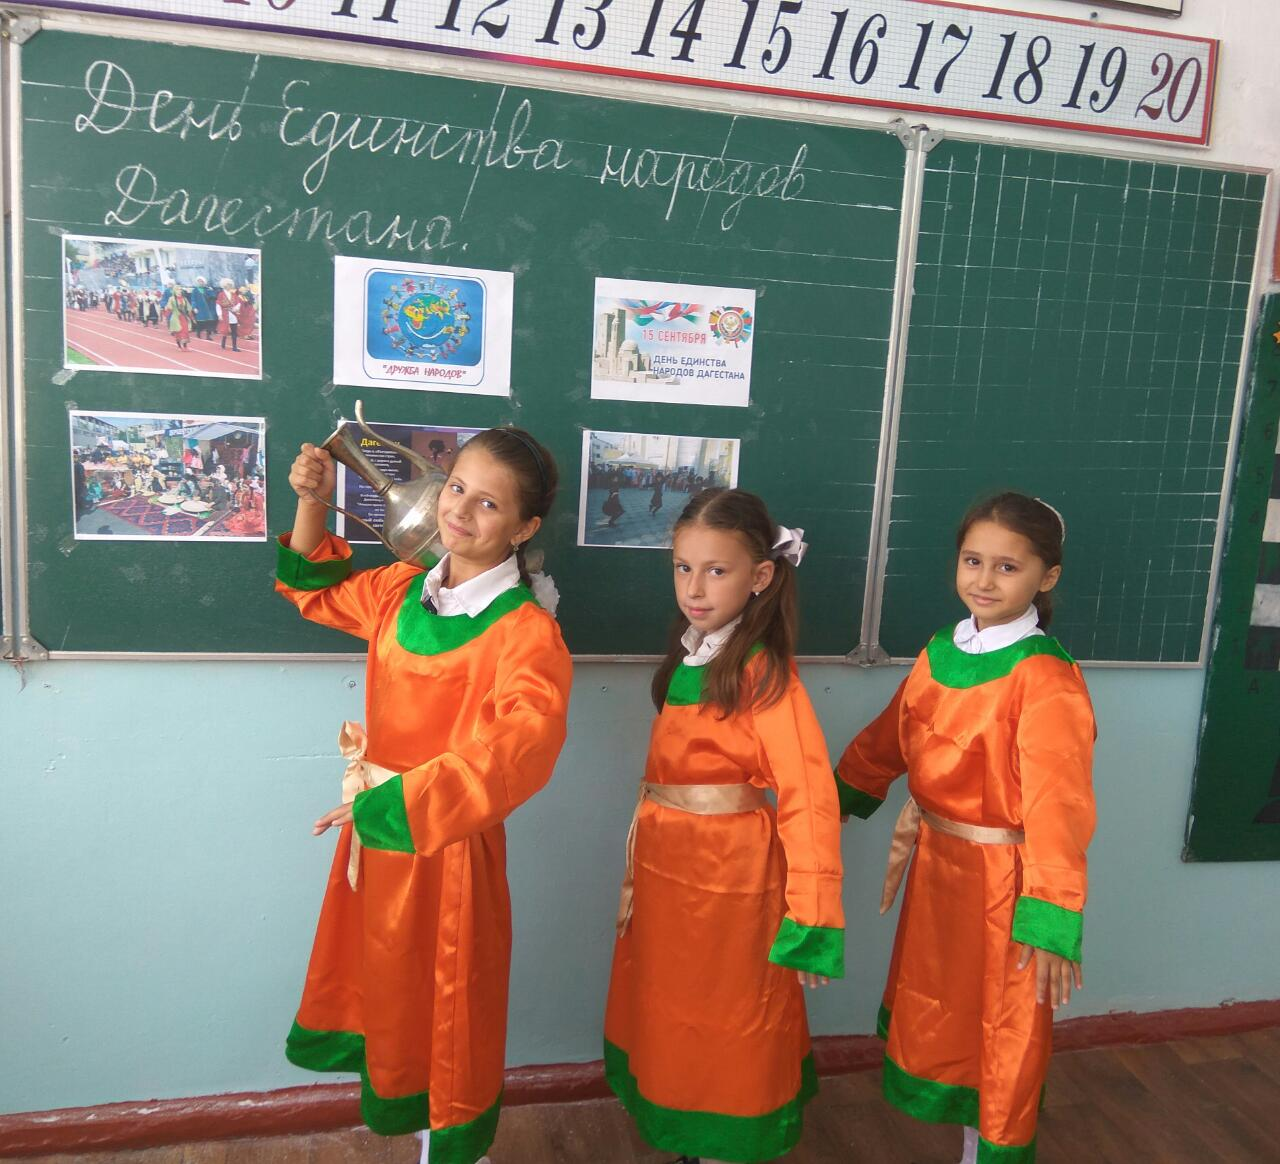 11 12 13 14 15 16 17 18 19 20
День Единства народов
Дагестана.
"ДРУЖБА НАРОДОВ"
15 СЕНТЯБРЯ
ДЕНЬ ЕДИНСТВА
НАРОДОВ ДАГЕСТАНА